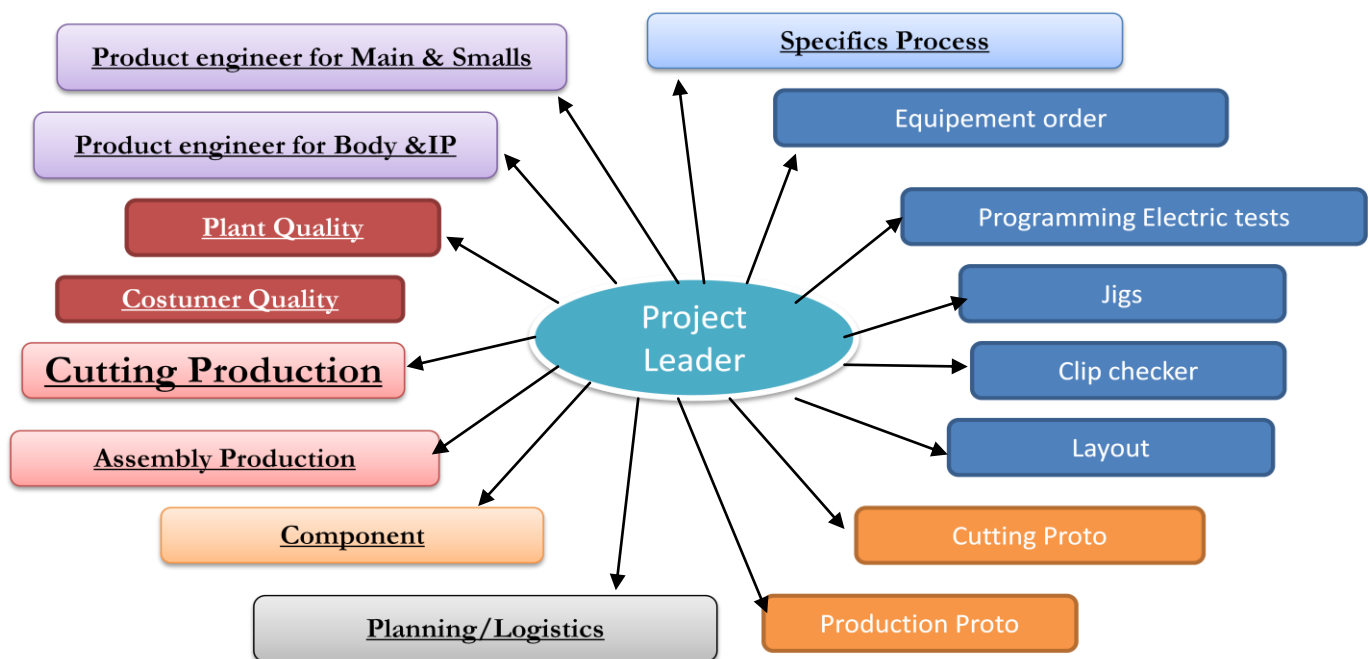 Product engineer for Main & Smalls
Specifics Process
Equipement order
Product engineer for Body &IP
Plant Quality
Programming Electric tests
Costumer Quality
Jigs
Project
Leader
Cutting Production
Clip checker
Assembly Production
Layout
Component
Cutting Proto
Planning/Logistics
Production Proto